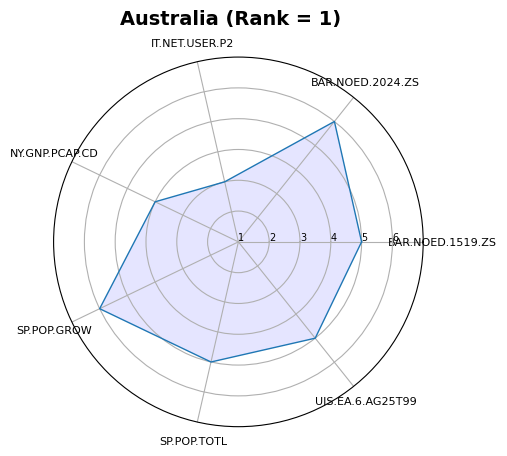 Australia (Rank = 1)
IT.NET.USER.P2
BAR.NOED.2024.ZS
NY.GNP.PCAP.CD
1 2 3 4 5 6
BAR.NOED.1519.ZS
SP.POP.GROW
UIS.EA.6.AG25T99
SP.POP.TOTL